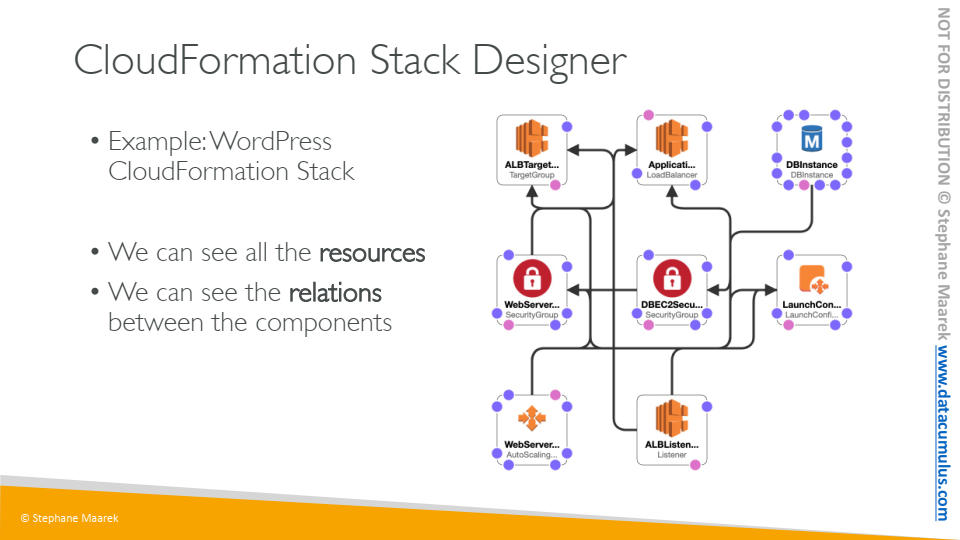 CloudFormation Stack Designer
• Example: WordPress
CloudFormation Stack
• We can see all the resources
• We can see the relations
between the components
ALBTarget...
TargetGroup
Applicati...
LoadBalancer
M
DBInstance
DBInstance
WebServer...
SecurityGroup
DBEC2Secu...
SecurityGroup
LaunchCon...
LaunchConfi...
WebServer...
AutoScaling...
ALBListen...
Listener
© Stephane Maarek
NOT FOR DISTRIBUTION © Stephane Maarek www.datacumulus.com